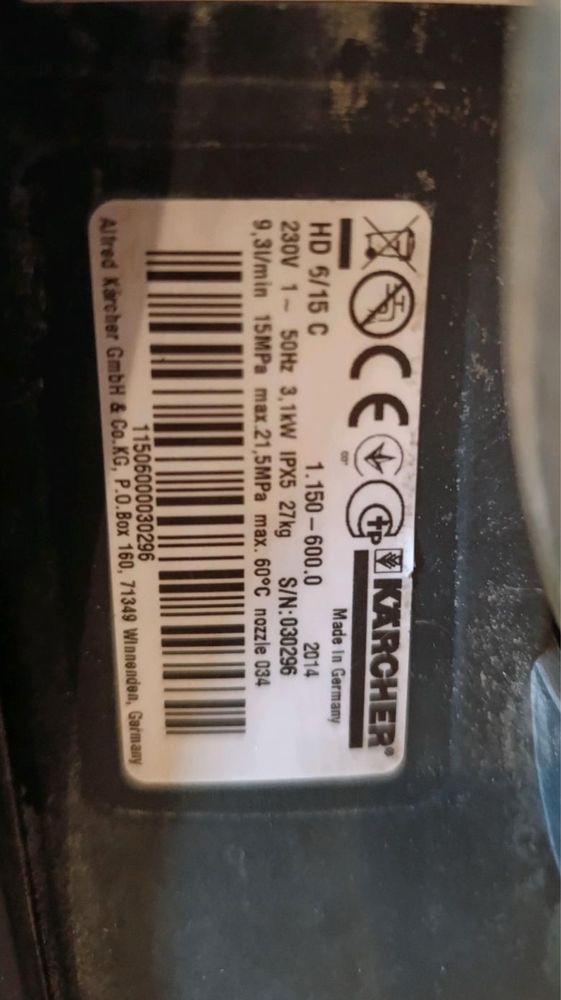 KÄRCHER®
Made in Germany
HD 6/15 C 1.150-600.0 2014
230V 1~ 50Hz 3,1kW IPX5 27kg S/N:030296
9,3l/min 15MPa max.21,5MPa max. 60°C nozzle 034
11506000030296
Alfred Kärcher GmbH & Co.KG, P.O.Box 160, 71349 Winnenden, Germany